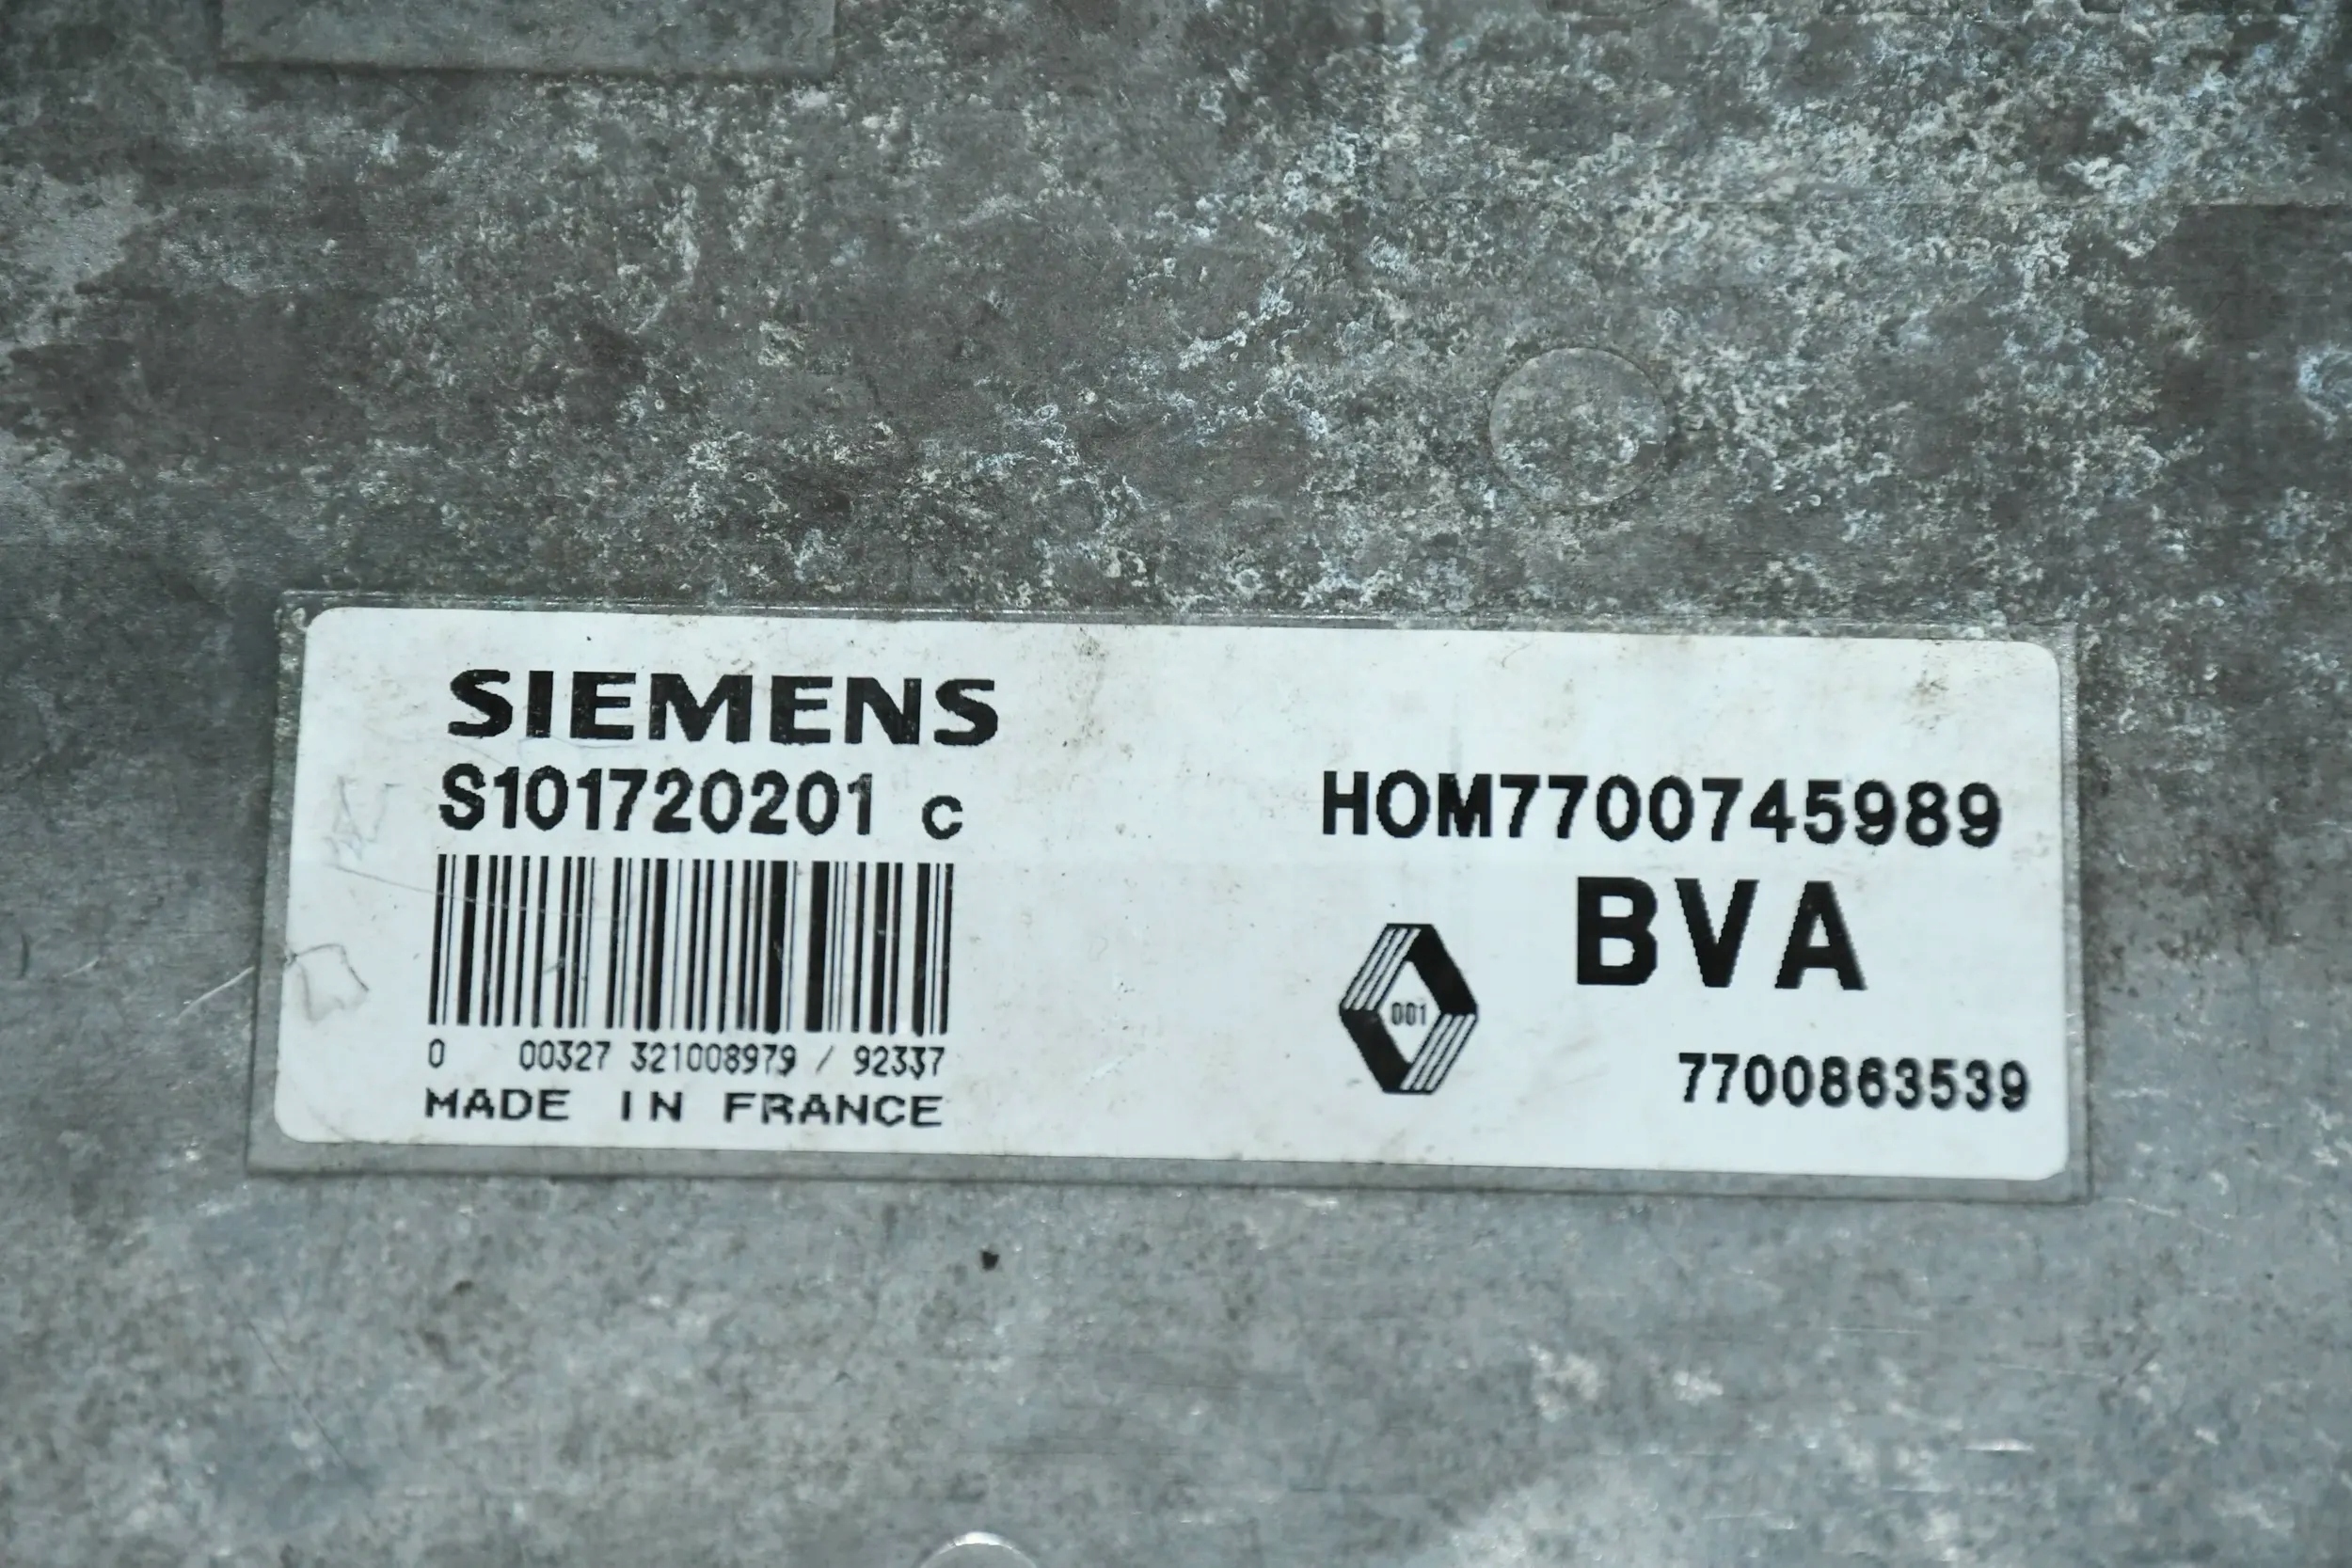 SIEMENS
S101720201 C
0 00327 321008979 / 92337
MADE IN FRANCE
HOM7700745989
BVA
001
7700863539